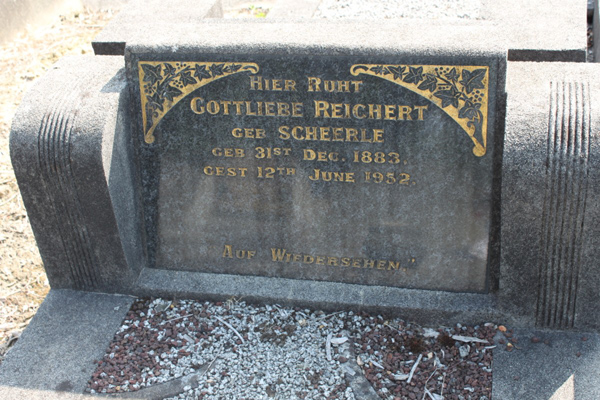 HIER RUHT
GOTTLIEBE REICHERT
GEB SCHEERLE
GEB 31ST DEC. 1883.
GEST 12TH JUNE 1952.
AUF WIEDERSEHEN."